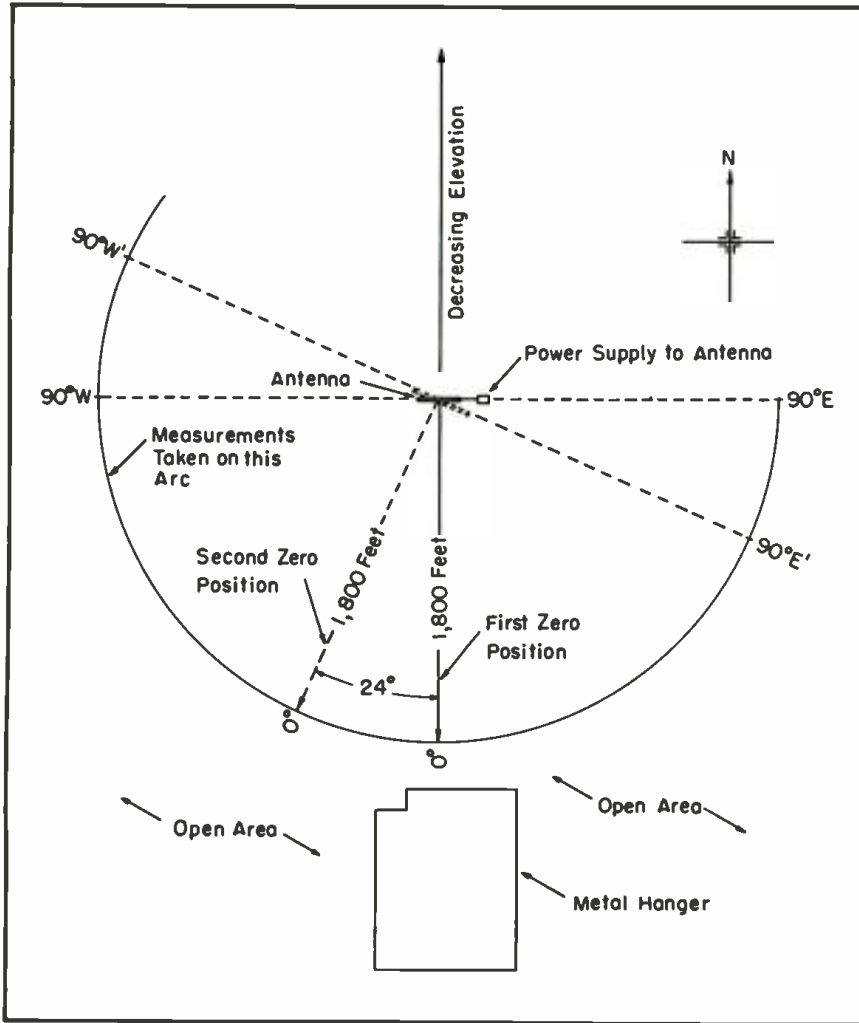 Decreasing Elevation
N
90°W'
Power Supply to Antenna
Antenna
90°W
90°E
Measurements
Taken on this
Arc
90°E'
Second Zero
Position
1,800 Feet
1,800 Feet
First Zero
Position
24°
0°
0°
Open Area
Open Area
Metal Hanger